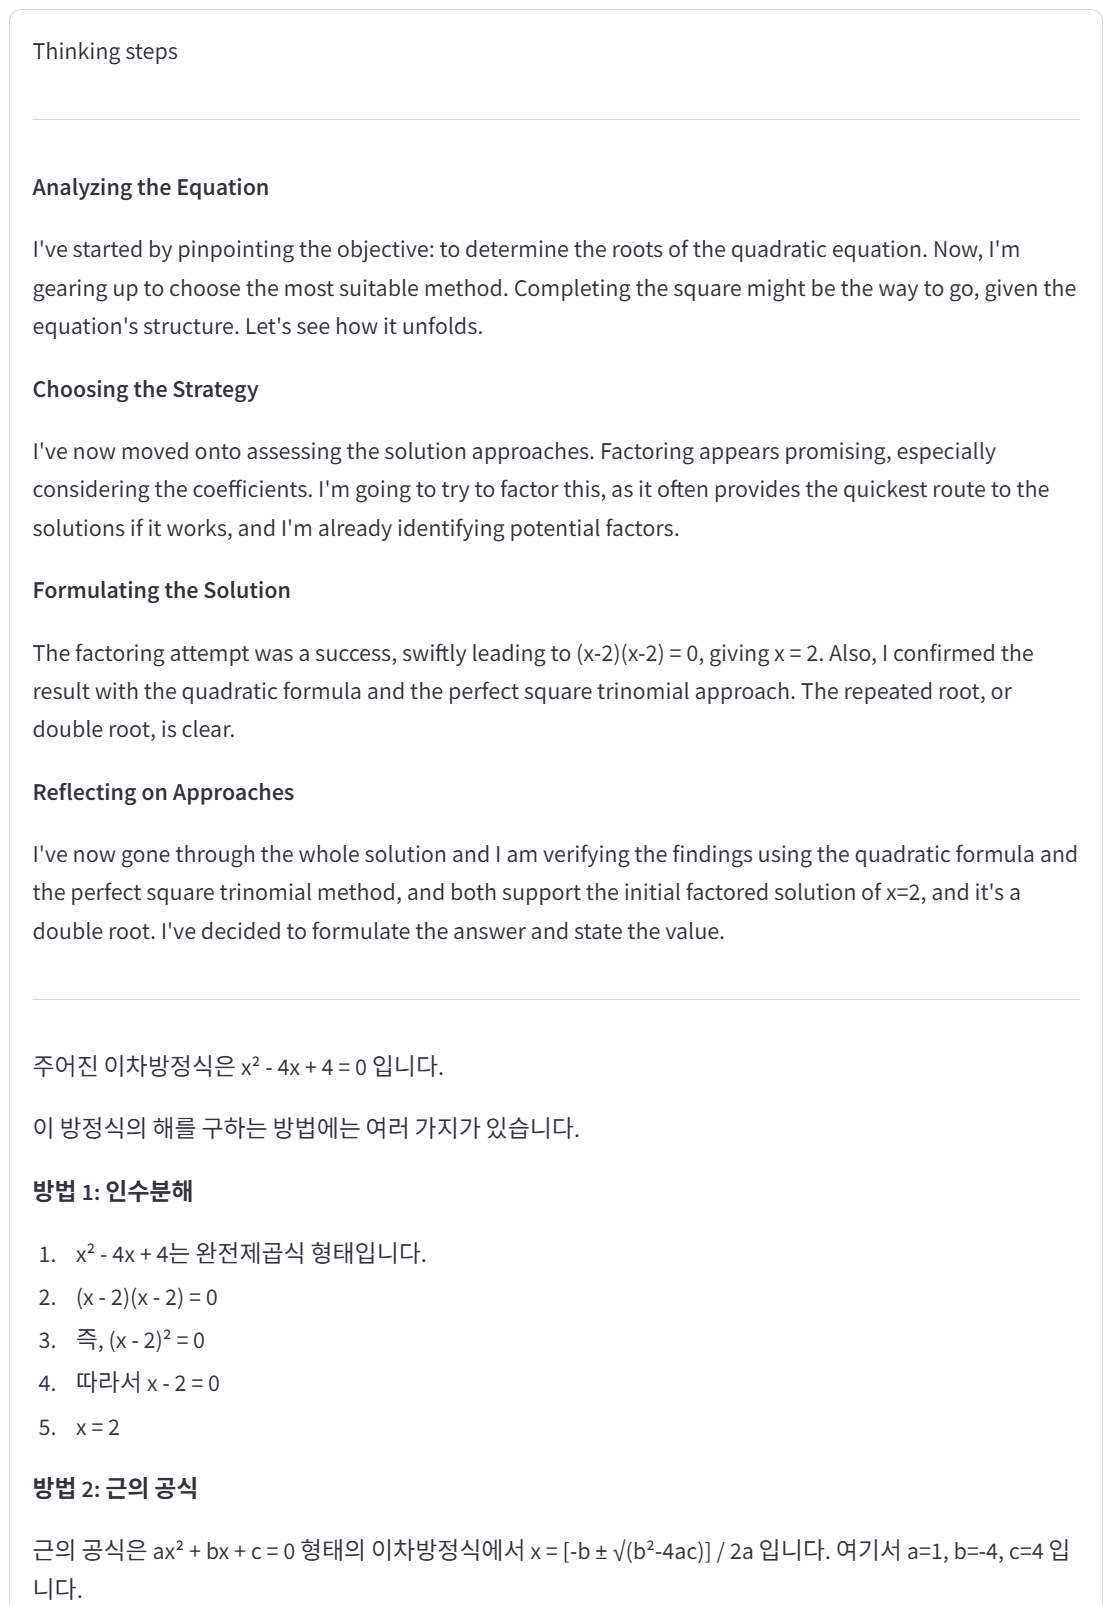 Thinking steps
Analyzing the Equation
I've started by pinpointing the objective: to determine the roots of the quadratic equation. Now, I'm
gearing up to choose the most suitable method. Completing the square might be the way to go, given the
equation's structure. Let's see how it unfolds.
Choosing the Strategy
I've now moved onto assessing the solution approaches. Factoring appears promising, especially
considering the coefficients. I'm going to try to factor this, as it often provides the quickest route to the
solutions if it works, and I'm already identifying potential factors.
Formulating the Solution
The factoring attempt was a success, swiftly leading to (x-2)(x-2) = 0, giving x = 2. Also, I confirmed the
result with the quadratic formula and the perfect square trinomial approach. The repeated root, or
double root, is clear.
Reflecting on Approaches
I've now gone through the whole solution and I am verifying the findings using the quadratic formula and
the perfect square trinomial method, and both support the initial factored solution of x=2, and it's a
double root. I've decided to formulate the answer and state the value.
주어진 이차방정식은 x² - 4x + 4 = 0 입니다.
이 방정식의 해를 구하는 방법에는 여러 가지가 있습니다.
방법 1: 인수분해
1. x² - 4x + 4는 완전제곱식 형태입니다.
2. (x - 2)(x - 2) = 0
3. 즉, (x - 2)² = 0
4. 따라서 x - 2 = 0
5. x = 2
방법 2: 근의 공식
근의 공식은 ax² + bx + c = 0 형태의 이차방정식에서 x = [-b ± √(b²-4ac)] / 2a 입니다. 여기서 a=1, b=-4, c=4 입
니다.